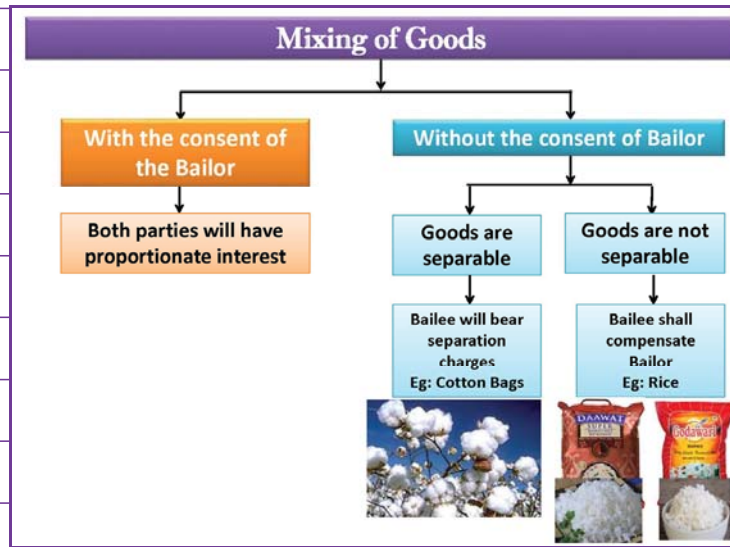 Mixing of Goods
With the consent of
the Bailor
Without the consent of Bailor
Both parties will have
proportionate interest
Goods are
separable
Goods are not
separable
Bailee will bear
separation
charges
Eg: Cotton Bags
Bailee shall
compensate
Bailor
Eg: Rice
DAAWAT
SUPER
Godawari